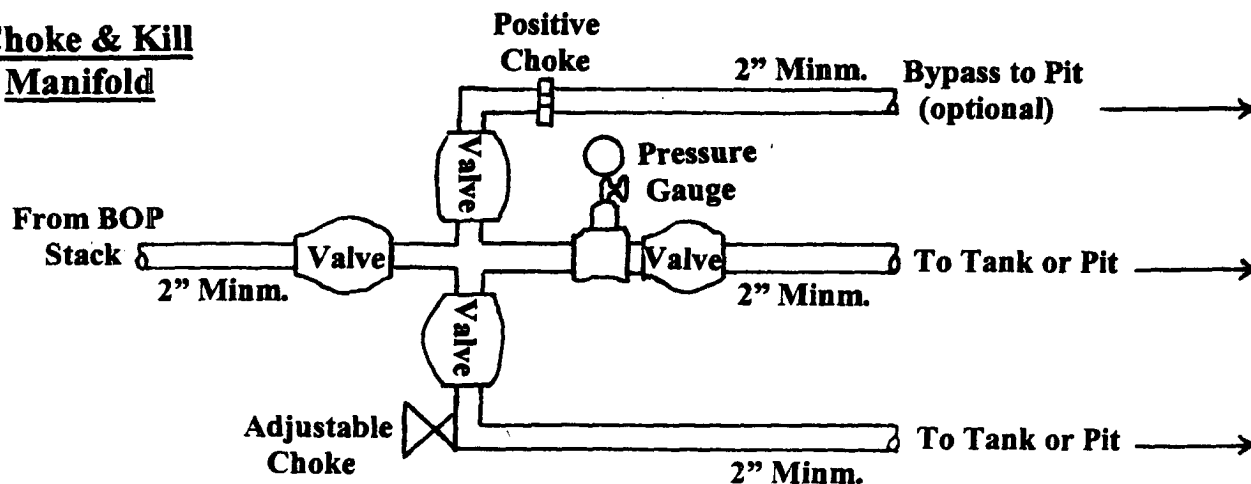 Choke & Kill
Manifold
Positive
Choke
2” Minm.
Bypass to Pit
(optional)
Valve
Pressure
Gauge
From BOP
Stack
Valve
Valve
To Tank or Pit
2” Minm.
2” Minm.
Valve
Adjustable
Choke
To Tank or Pit
2” Minm.